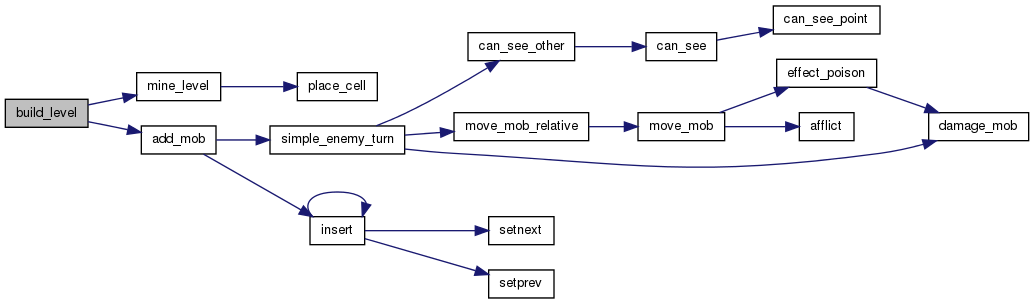 can_see_point
can_see_other
can_see
effect_poison
mine_level
place_cell
build_level
add_mob
simple_enemy_turn
move_mob_relative
move_mob
afflict
damage_mob
insert
setnext
setprev